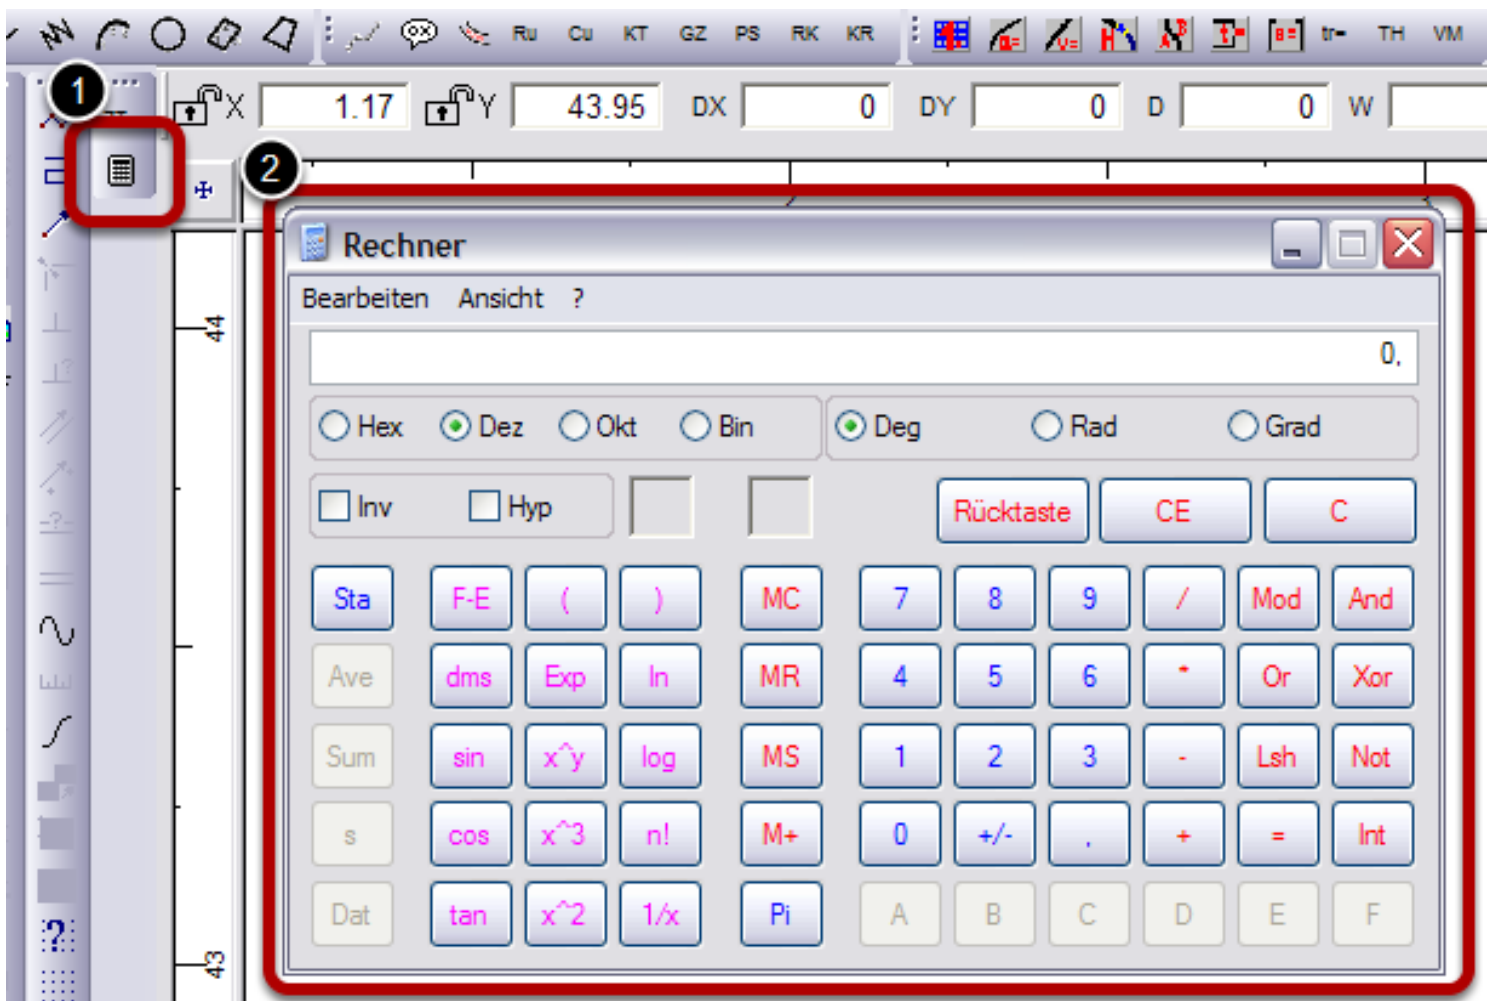 Ru Cu KT GZ PS RK KR α= v= A B t= B= tr= TH VM
1
X 1.17 Y 43.95 DX 0 DY 0 D 0 W
2
Rechner
Bearbeiten Ansicht ?
44
0,
Hex Dez Okt Bin Deg Rad Grad
Inv Hyp Rücktaste CE C
Sta F-E ( ) MC 7 8 9 / Mod And
Ave dms Exp ln MR 4 5 6 * Or Xor
Sum sin x^y log MS 1 2 3 - Lsh Not
s cos x^3 n! M+ 0 +/- , + = Int
Dat tan x^2 1/x Pi A B C D E F
?
43